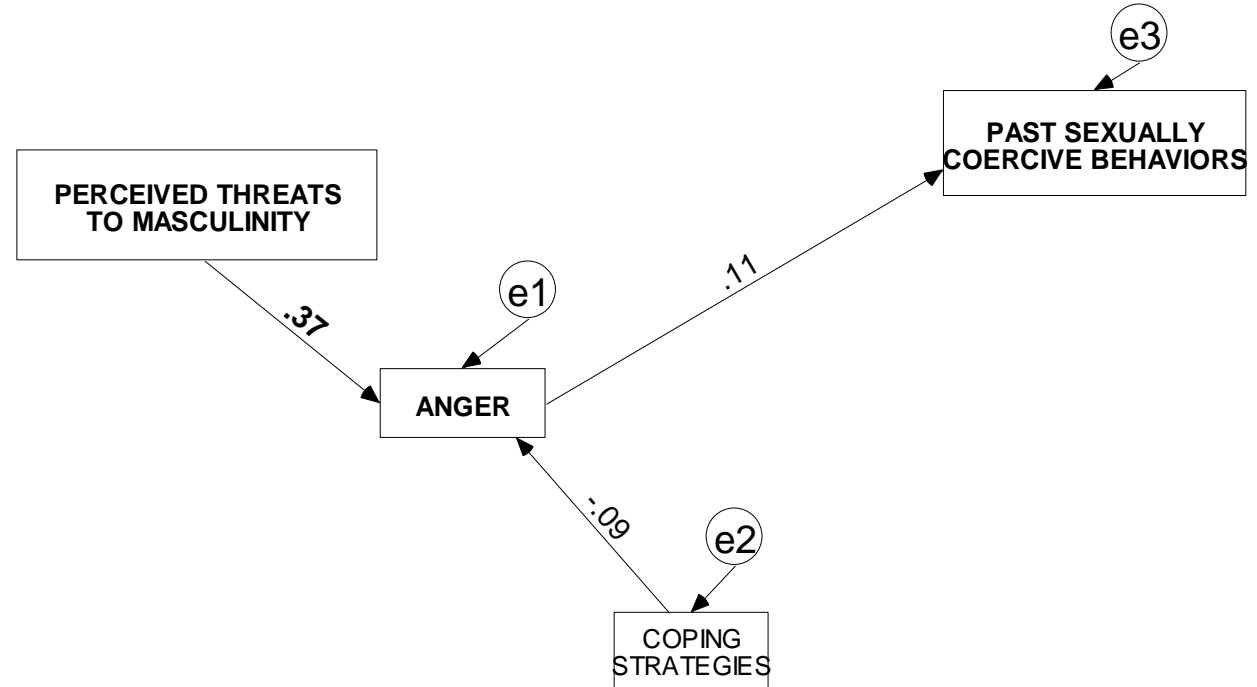 e3
PAST SEXUALLY
COERCIVE BEHAVIORS
PERCEIVED THREATS
TO MASCULINITY
.11
e1
.37
ANGER
-.09
e2
COPING
STRATEGIES